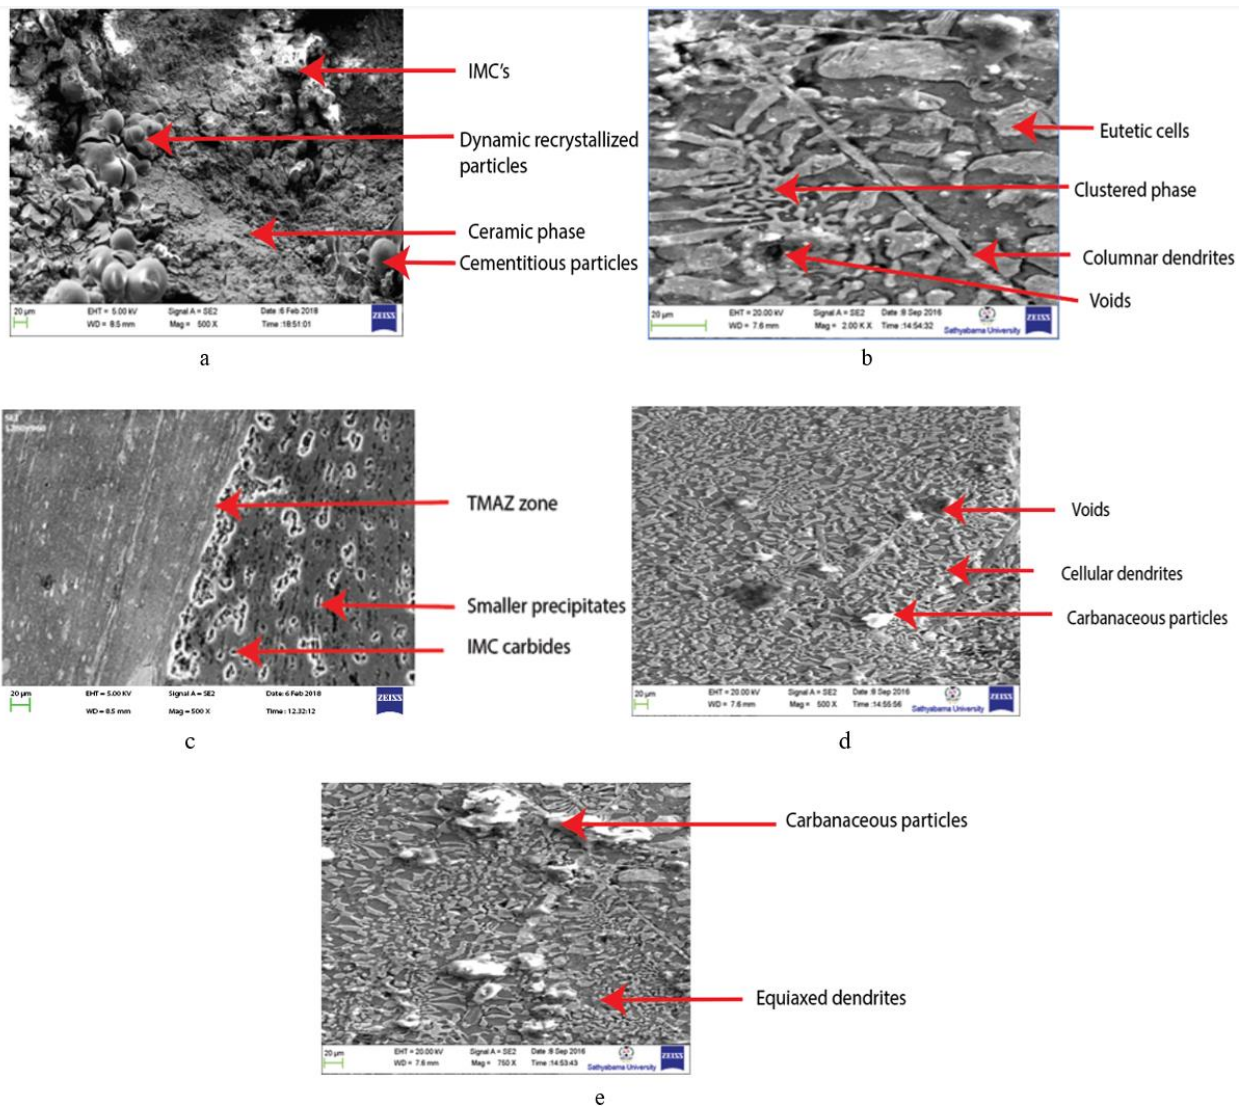 IMC's
Dynamic recrystallized
particles
Ceramic phase
Cementitious particles
20 µm EHT = 5.00 kV Signal A = SE2 Date :6 Feb 2018 ZEISS
WD = 8.5 mm Mag = 500 X Time :18:51:01
a
Eutetic cells
Clustered phase
Columnar dendrites
Voids
20 µm EHT = 20.00 kV Signal A = SE2 Date :8 Sep 2016 ZEISS
WD = 7.6 mm Mag = 2.00 K X Time :14:54:32 Sathyabama University
b
TMAZ zone
Smaller precipitates
IMC carbides
20 µm EHT = 5.00 KV Signal A = SE2 Date: 6 Feb 2018 ZEISS
WD = 8.5 mm Mag = 500 X Time : 12.32:12
c
Voids
Cellular dendrites
Carbanaceous particles
20 µm EHT = 20.00 kV Signal A = SE2 Date :8 Sep 2016 ZEISS
WD = 7.6 mm Mag = 500 X Time :14:55:56 Sathyabama University
d
Carbanaceous particles
Equiaxed dendrites
20 µm EHT = 20.00 kV Signal A = SE2 Date :8 Sep 2016 ZEISS
WD = 7.6 mm Mag = 750 X Time :14:53:43 Sathyabama University
e